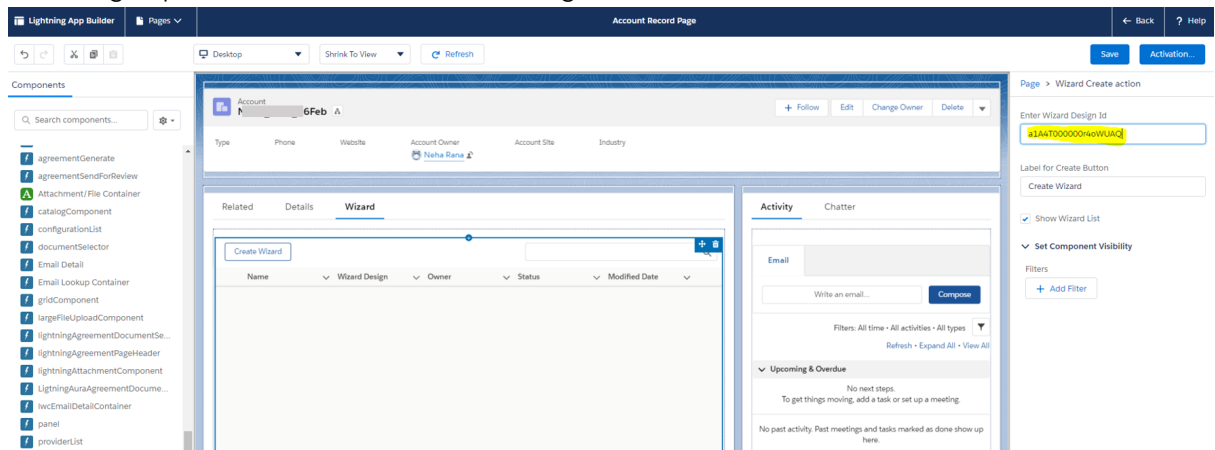 Lightning App Builder
Pages
Account Record Page
Back
? Help
Desktop
Shrink To View
Refresh
Save
Activation...
Components
Search components...
agreementGenerate
agreementSendForReview
Attachment/File Container
catalogComponent
configurationList
documentSelector
Email Detail
Email Lookup Container
gridComponent
largeFileUploadComponent
lightningAgreementDocumentSe...
lightningAgreementPageHeader
lightningAttachmentComponent
LigtningAuraAgreementDocume...
lwcEmailDetailContainer
panel
providerList
Account
6Feb
+ Follow
Edit
Change Owner
Delete
Type
Phone
Website
Account Owner
Account Site
Industry
Neha Rana
Related
Details
Wizard
Create Wizard
Name
Wizard Design
Owner
Status
Modified Date
Activity
Chatter
Email
Write an email...
Compose
Filters: All time • All activities • All types
Refresh • Expand All • View All
Upcoming & Overdue
No next steps.
To get things moving, add a task or set up a meeting.
No past activity. Past meetings and tasks marked as done show up
here.
Page > Wizard Create action
Enter Wizard Design Id
a1A4T000000r4oWUAQ
Label for Create Button
Create Wizard
Show Wizard List
Set Component Visibility
Filters
+ Add Filter